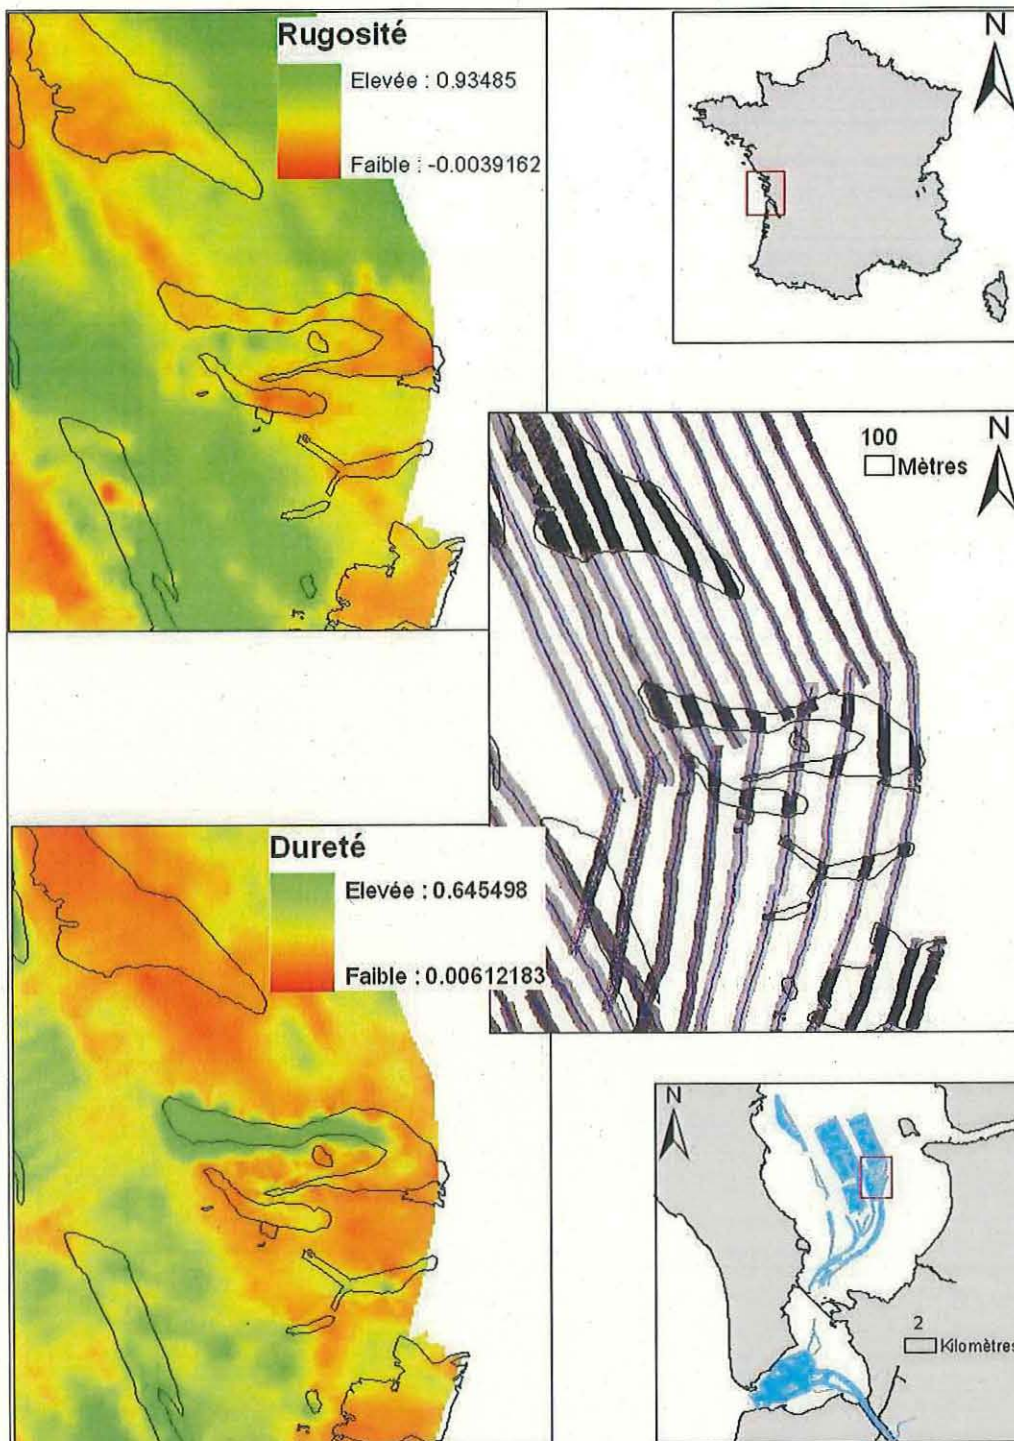 Rugosité
Elevée : 0.93485
Faible : -0.0039162
N
100
Mètres
N
Dureté
Elevée : 0.645498
Faible : 0.00612183
N
2
Kilomètres